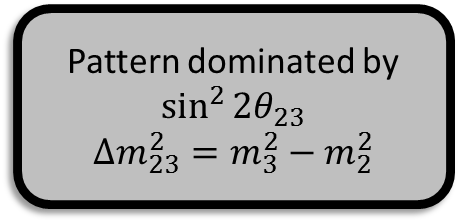 Pattern dominated by
sin² 2θ₂₃
Δm²₂₃ = m²₃ − m²₂